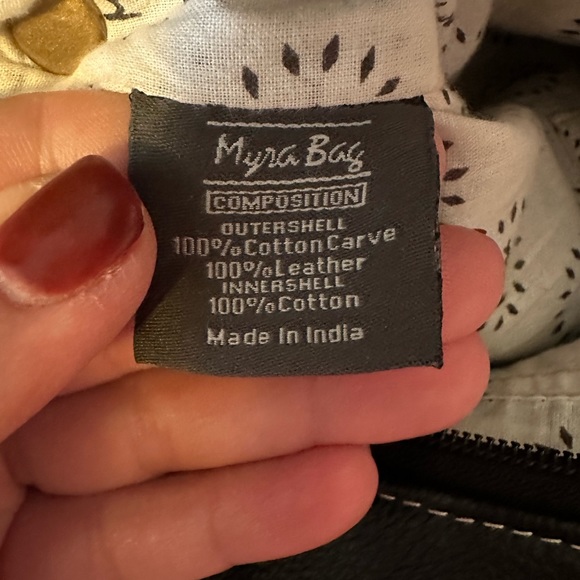 Myra Bag
COMPOSITION
OUTERSHELL
100%CottonCarve
100%Leather
INNERSHELL
100%Cotton
Made In India